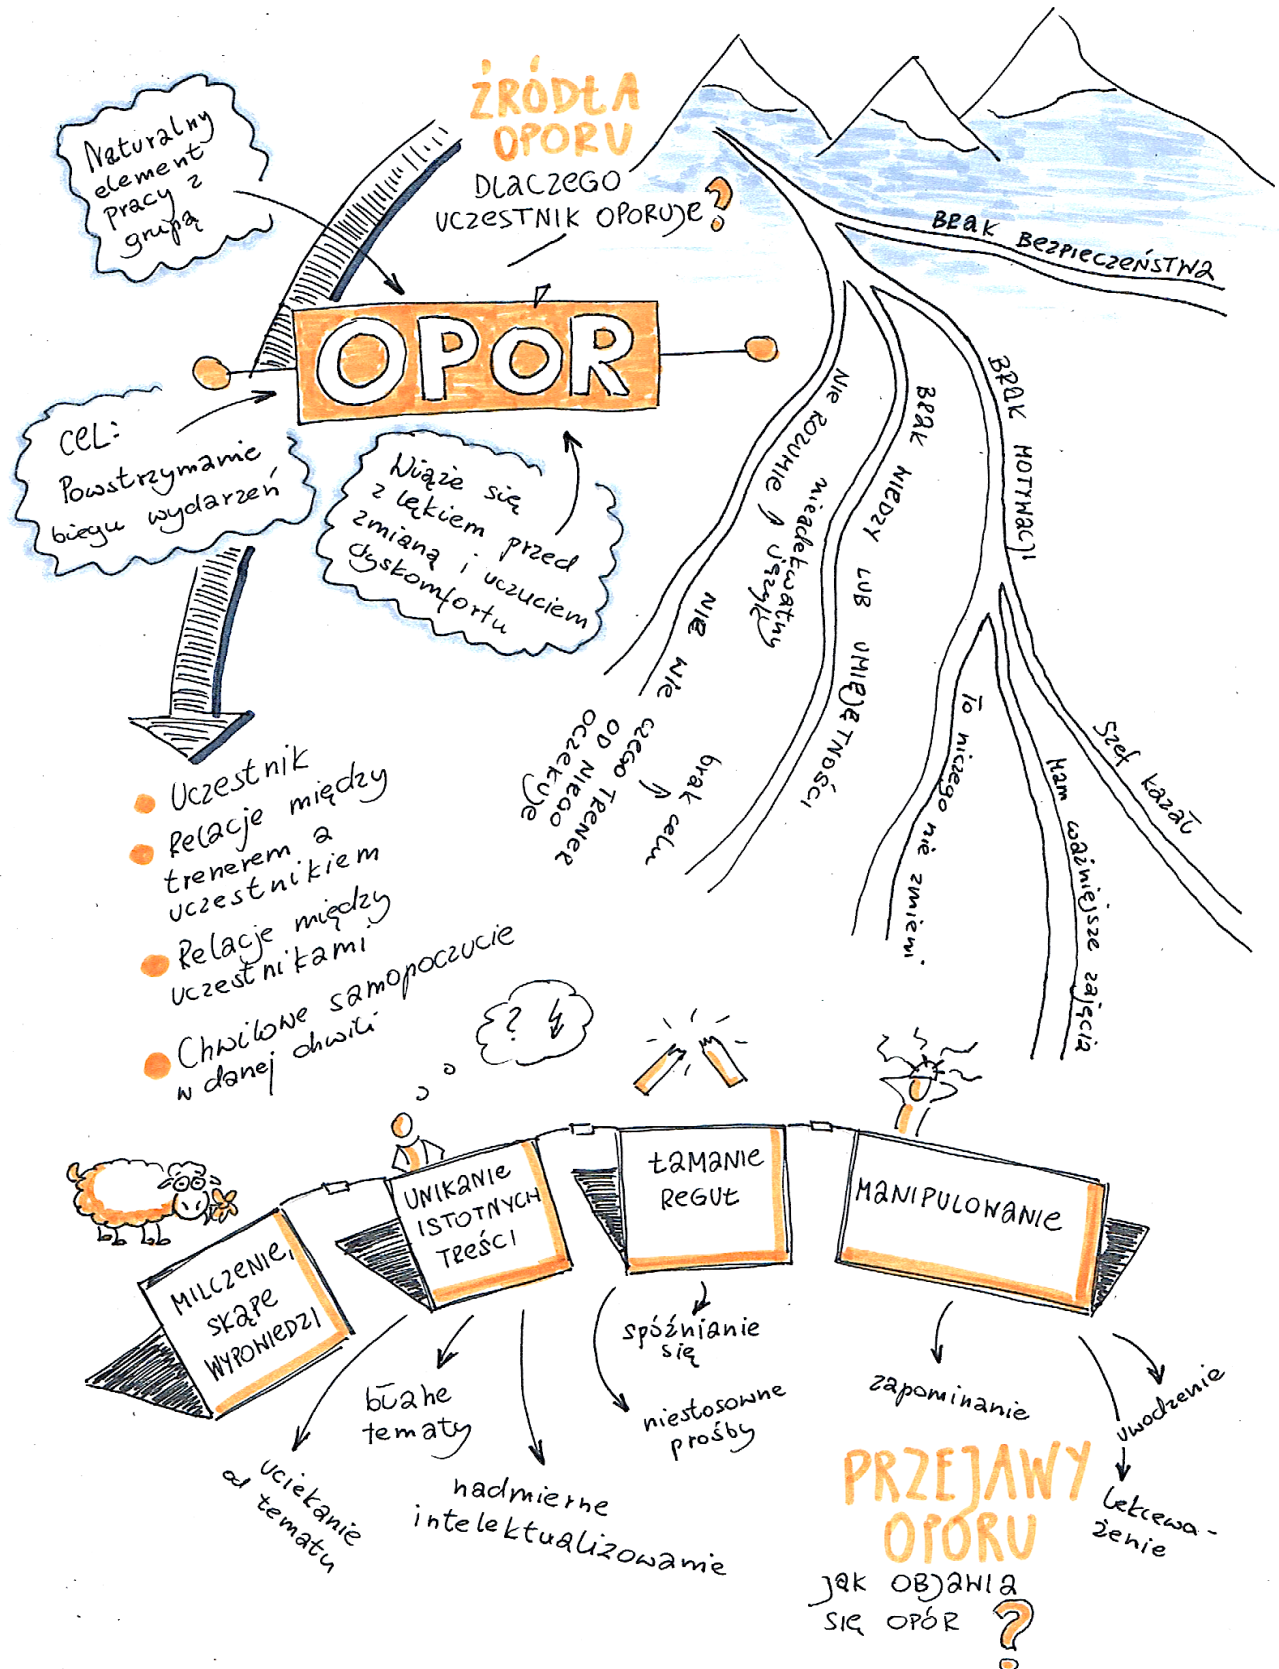 ŹRÓDŁA
OPORU
DLACZEGO
UCZESTNIK OPORUJE?
Naturalny
element
pracy z
grupą
OPÓR
CEL:
Powstrzymanie
biegu wydarzeń
Wiąże się
z lękiem przed
zmianą i uczuciem
dyskomfortu
BRAK BEZPIECZEŃSTWA
BRAK MOTYWACJI
BRAK WIEDZY LUB UMIEJĘTNOŚCI
NIE ROZUMIE
nieadekwatny
język
NIE WIE CZEGO TRENER
OD NIEGO
OCZEKUJE
brak celu
To niczego nie zmieni
Mam ważniejsze zajęcia
Szef kazał
Uczestnik
Relacje między
trenerem a
uczestnikiem
Relacje między
uczestnikami
Chwilowe samopoczucie
w danej chwili
?
MILCZENIE,
SKĄPE
WYPOWIEDZI
UNIKANIE
ISTOTNYCH
TREŚCI
ŁAMANIE
REGUŁ
MANIPULOWANIE
uciekanie
od tematu
błahe
tematy
nadmierne
intelektualizowanie
spóźnianie
się
niestosowne
prośby
zapominanie
uwodzenie
lekcewa-
żenie
PRZEJAWY
OPORU
JAK OBJAWIA
SIĘ OPÓR ?